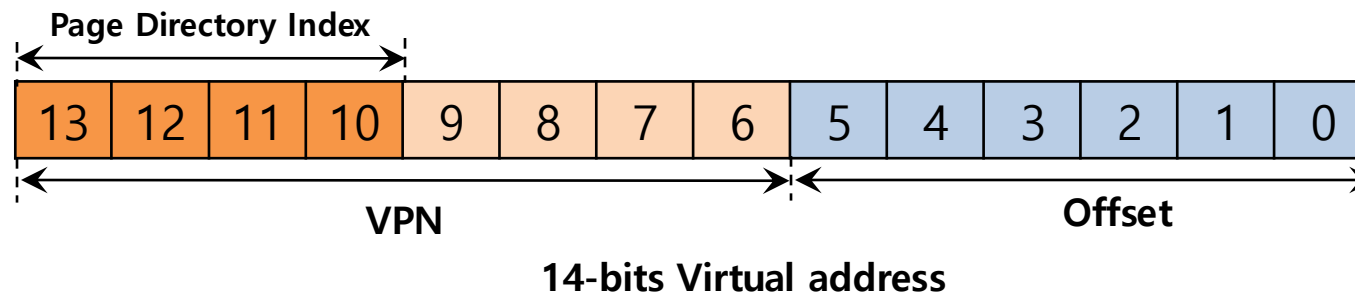 Page Directory Index
13 12 11 10 9 8 7 6 5 4 3 2 1 0
VPN
Offset
14-bits Virtual address